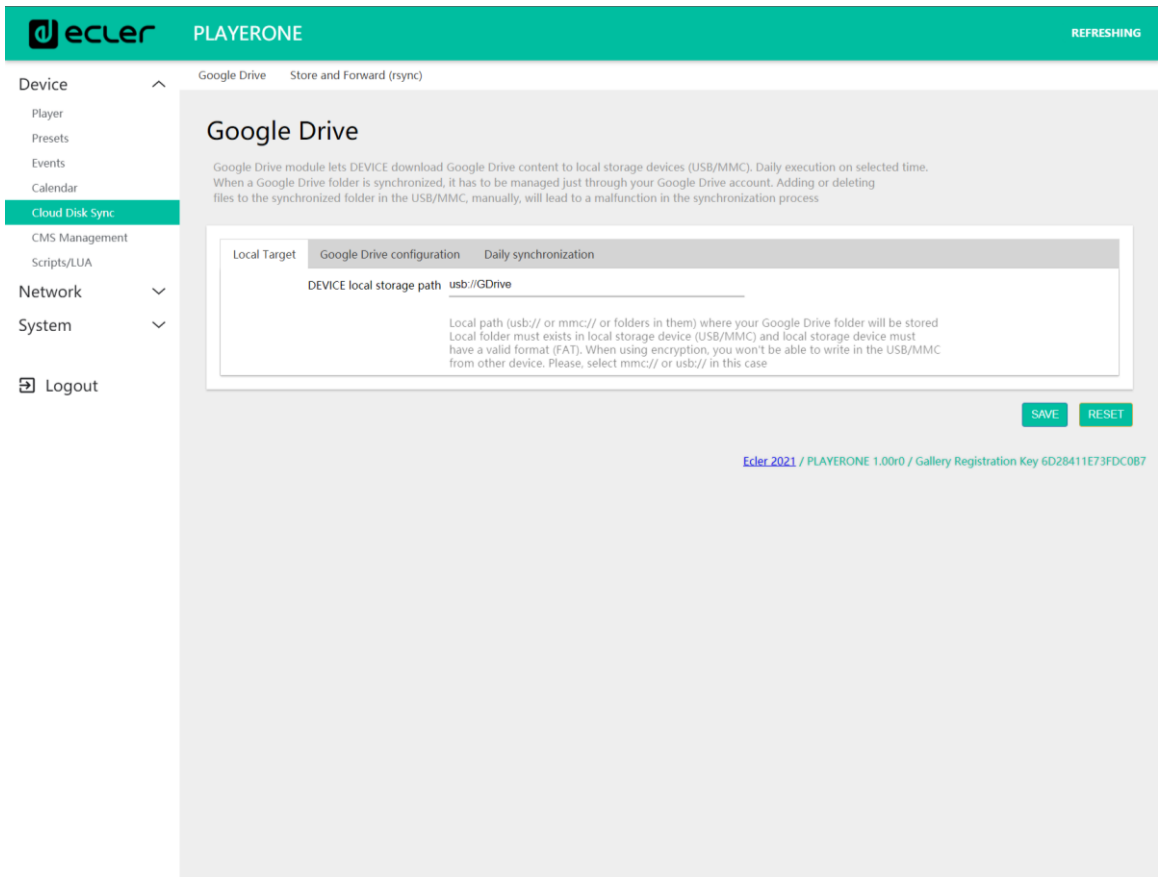 ecler
PLAYERONE
REFRESHING
Device
Player
Presets
Events
Calendar
Cloud Disk Sync
CMS Management
Scripts/LUA
Network
System
Logout
Google Drive Store and Forward (rsync)
Google Drive
Google Drive module lets DEVICE download Google Drive content to local storage devices (USB/MMC). Daily execution on selected time.
When a Google Drive folder is synchronized, it has to be managed just through your Google Drive account. Adding or deleting
files to the synchronized folder in the USB/MMC, manually, will lead to a malfunction in the synchronization process
Local Target Google Drive configuration Daily synchronization
DEVICE local storage path usb://GDrive
Local path (usb:// or mmc:// or folders in them) where your Google Drive folder will be stored
Local folder must exists in local storage device (USB/MMC) and local storage device must
have a valid format (FAT). When using encryption, you won't be able to write in the USB/MMC
from other device. Please, select mmc:// or usb:// in this case
SAVE RESET
Ecler 2021 / PLAYERONE 1.00r0 / Gallery Registration Key 6D28411E73FDC0B7